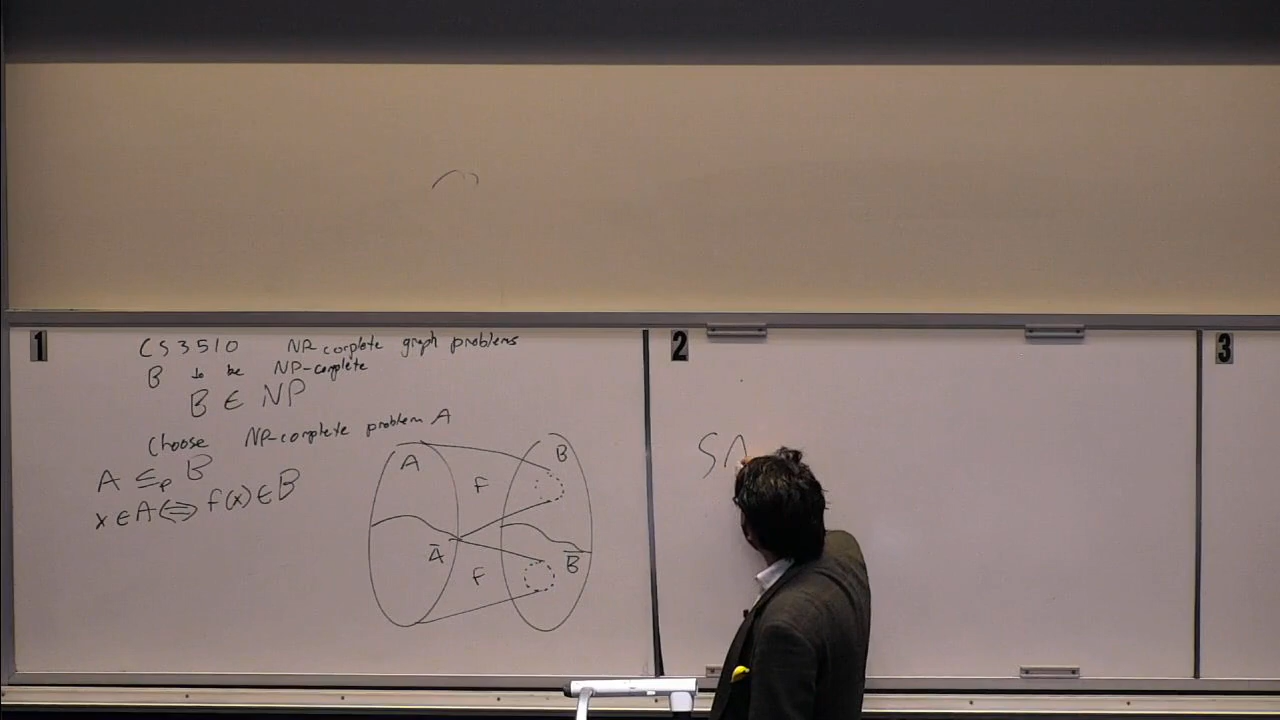 1
CS3510 NP-complete graph problems
B to be NP-complete
B ∈ NP
Choose NP-complete problem A
A ≤p B
x ∈ A ⟺ f(x) ∈ B
A
F
B
Ā
F
B̄
2
SA
3